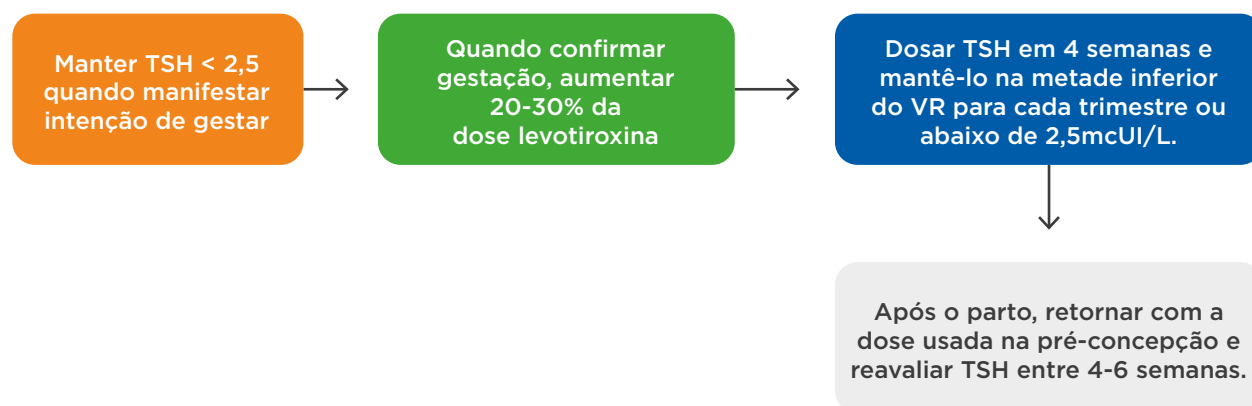 Manter TSH < 2,5
quando manifestar
intenção de gestar
Quando confirmar
gestação, aumentar
20-30% da
dose levotiroxina
Dosar TSH em 4 semanas e
mantê-lo na metade inferior
do VR para cada trimestre ou
abaixo de 2,5mcUI/L.
Após o parto, retornar com a
dose usada na pré-concepção e
reavaliar TSH entre 4-6 semanas.